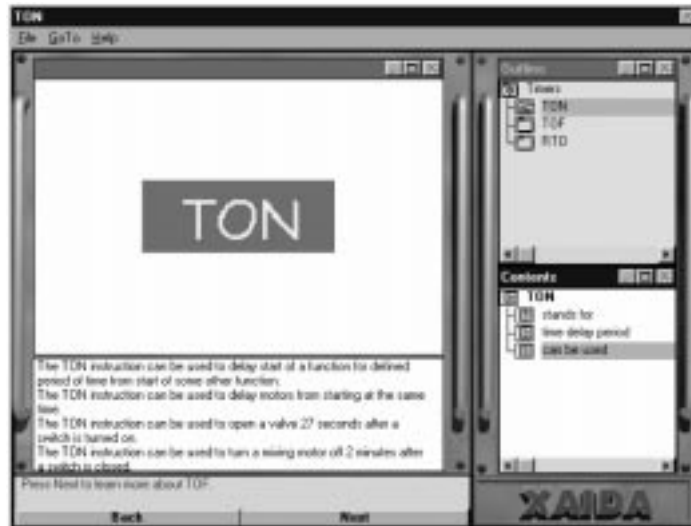 TON
File GoTo Help
TON
The TON instruction can be used to delay start of a function for defined
period of time from start of some other function.
The TON instruction can be used to delay motors from starting at the same
time.
The TON instruction can be used to open a valve 27 seconds after a
switch is turned on.
The TON instruction can be used to turn a mixing motor off 2 minutes after
a switch is closed.
Press Next to learn more about TOF.
Back Next
Outline
Timers
TON
TOF
RTO
Contents
TON
stands for
time delay period
can be used
XAIDA